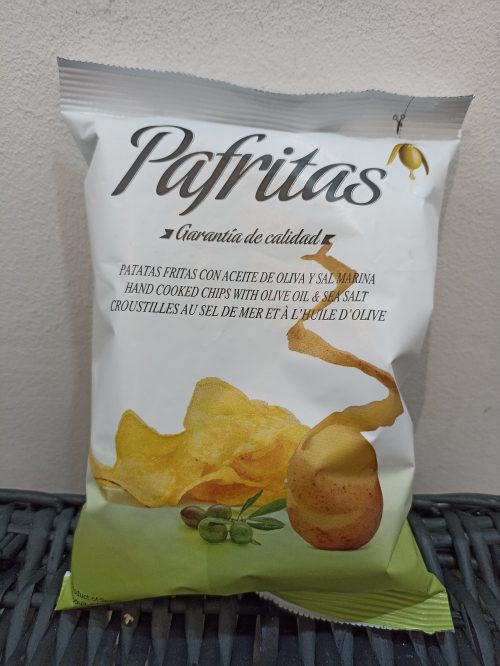 Pafritas
Garantía de calidad
PATATAS FRITAS CON ACEITE DE OLIVA Y SAL MARINA
HAND COOKED CHIPS WITH OLIVE OIL & SEA SALT
CROUSTILLES AU SEL DE MER ET À L'HUILE D'OLIVE